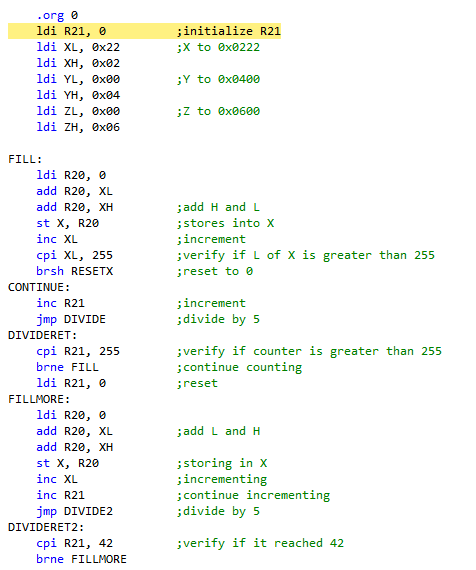 .org 0
ldi R21, 0 ;initialize R21
ldi XL, 0x22 ;X to 0x0222
ldi XH, 0x02
ldi YL, 0x00 ;Y to 0x0400
ldi YH, 0x04
ldi ZL, 0x00 ;Z to 0x0600
ldi ZH, 0x06
FILL:
ldi R20, 0
add R20, XL
add R20, XH ;add H and L
st X, R20 ;stores into X
inc XL ;increment
cpi XL, 255 ;verify if L of X is greater than 255
brsh RESETX ;reset to 0
CONTINUE:
inc R21 ;increment
jmp DIVIDE ;divide by 5
DIVIDERET:
cpi R21, 255 ;verify if counter is greater than 255
brne FILL ;continue counting
ldi R21, 0 ;reset
FILLMORE:
ldi R20, 0
add R20, XL ;add L and H
add R20, XH
st X, R20 ;storing in X
inc XL ;incrementing
inc R21 ;continue incrementing
jmp DIVIDE2 ;divide by 5
DIVIDERET2:
cpi R21, 42 ;verify if it reached 42
brne FILLMORE